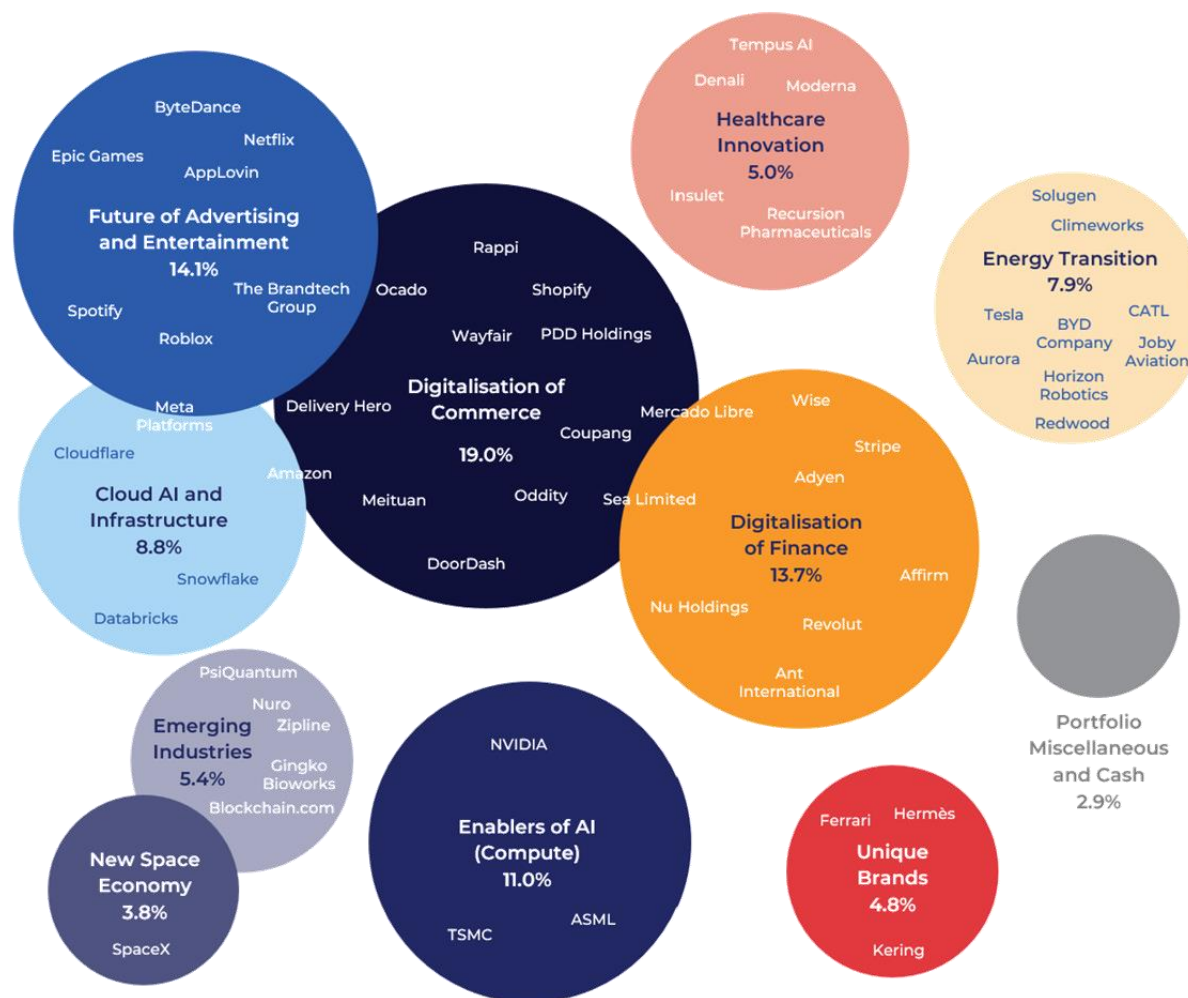 ByteDance
Netflix
Epic Games
AppLovin
Future of Advertising
and Entertainment
14.1%
The Brandtech
Group
Spotify
Roblox
Meta
Platforms
Cloudflare
Cloud AI and
Infrastructure
8.8%
Snowflake
Databricks
Amazon
Rappi
Ocado
Shopify
Wayfair
PDD Holdings
Digitalisation of
Commerce
19.0%
Delivery Hero
Coupang
Meituan
Oddity
DoorDash
Mercado Libre
Sea Limited
Wise
Stripe
Adyen
Digitalisation
of Finance
13.7%
Affirm
Nu Holdings
Revolut
Ant
International
Tempus AI
Denali
Moderna
Healthcare
Innovation
5.0%
Insulet
Recursion
Pharmaceuticals
Solugen
Climeworks
Energy Transition
7.9%
Tesla
BYD
Company
CATL
Aurora
Joby
Aviation
Horizon
Robotics
Redwood
Portfolio
Miscellaneous
and Cash
2.9%
PsiQuantum
Nuro
Zipline
Emerging
Industries
5.4%
Gingko
Bioworks
Blockchain.com
New Space
Economy
3.8%
SpaceX
NVIDIA
Enablers of AI
(Compute)
11.0%
TSMC
ASML
Ferrari
Hermès
Unique
Brands
4.8%
Kering